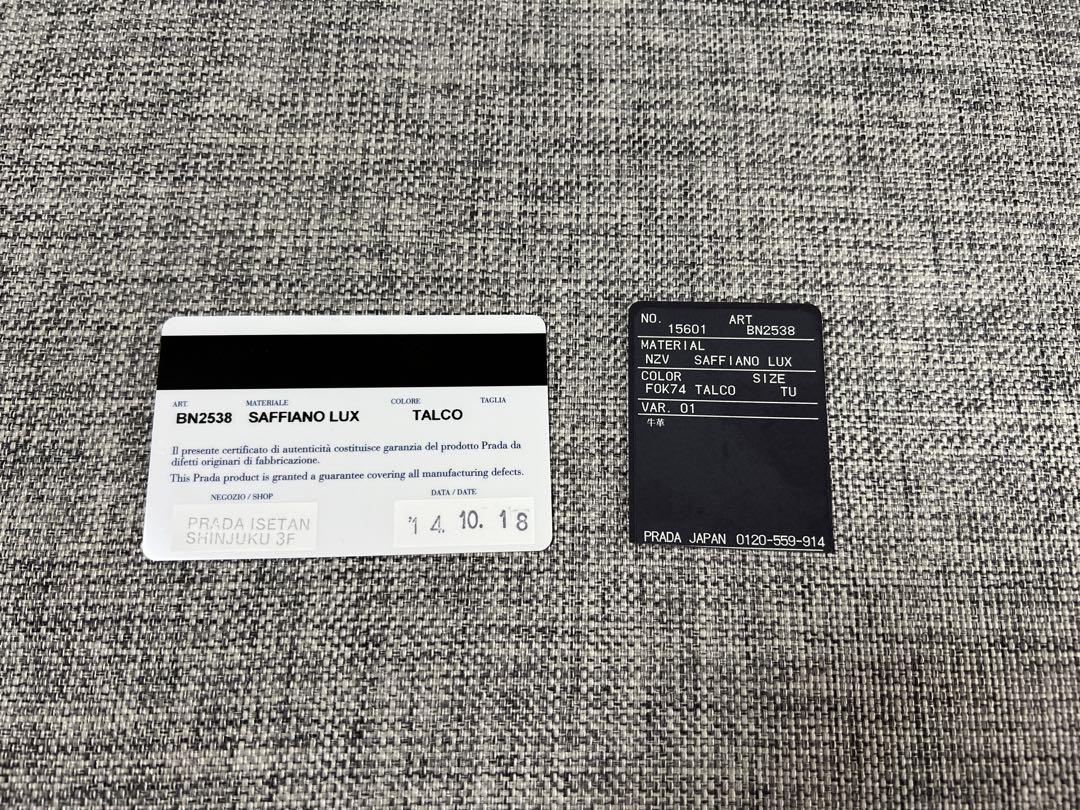 ART. MATERIALE COLORE TAGLIA
BN2538 SAFFIANO LUX TALCO
Il presente certificato di autenticità costituisce garanzia del prodotto Prada da
difetti originari di fabbricazione.
This Prada product is granted a guarantee covering all manufacturing defects.
NEGOZIO / SHOP DATA / DATE
PRADA ISETAN
SHINJUKU 3F
'14. 10. 18
NO. ART
15601 BN2538
MATERIAL
NZV SAFFIANO LUX
COLOR SIZE
F0K74 TALCO TU
VAR. 01
牛革
PRADA JAPAN 0120-559-914